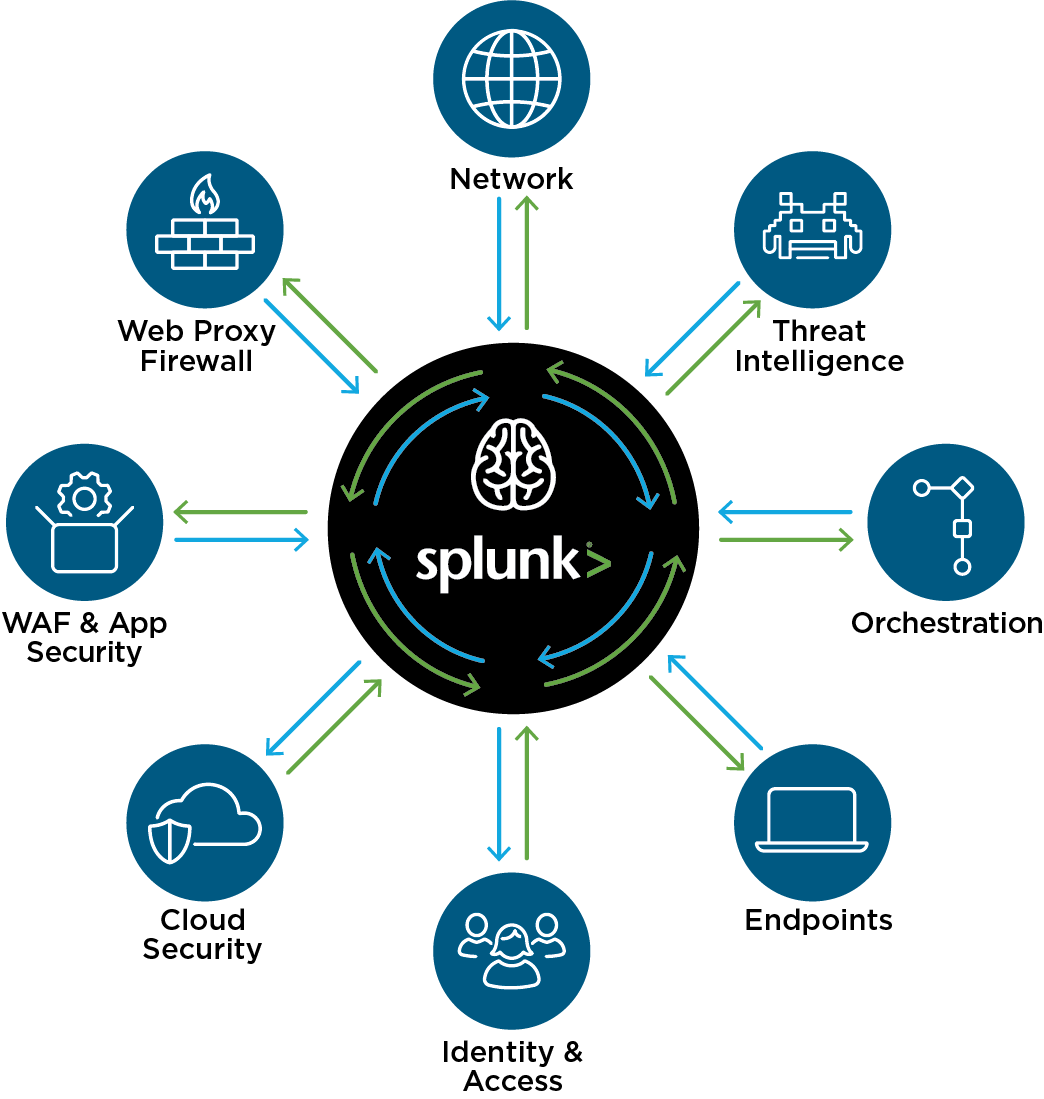 Network
Web Proxy
Firewall
Threat
Intelligence
splunk>
WAF & App
Security
Orchestration
Cloud
Security
Endpoints
Identity &
Access